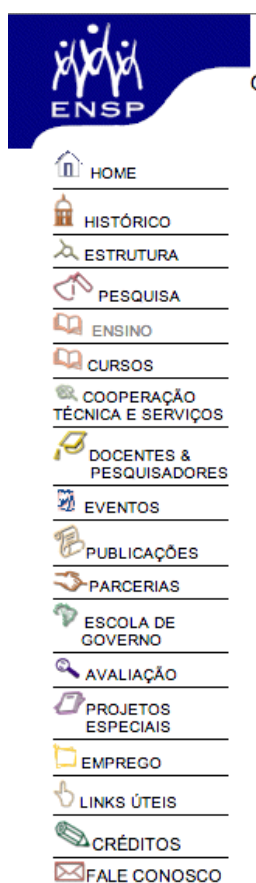 ENSP
HOME
HISTÓRICO
ESTRUTURA
PESQUISA
ENSINO
CURSOS
COOPERAÇÃO
TÉCNICA E SERVIÇOS
DOCENTES &
PESQUISADORES
EVENTOS
PUBLICAÇÕES
PARCERIAS
ESCOLA DE
GOVERNO
AVALIAÇÃO
PROJETOS
ESPECIAIS
EMPREGO
LINKS ÚTEIS
CRÉDITOS
FALE CONOSCO